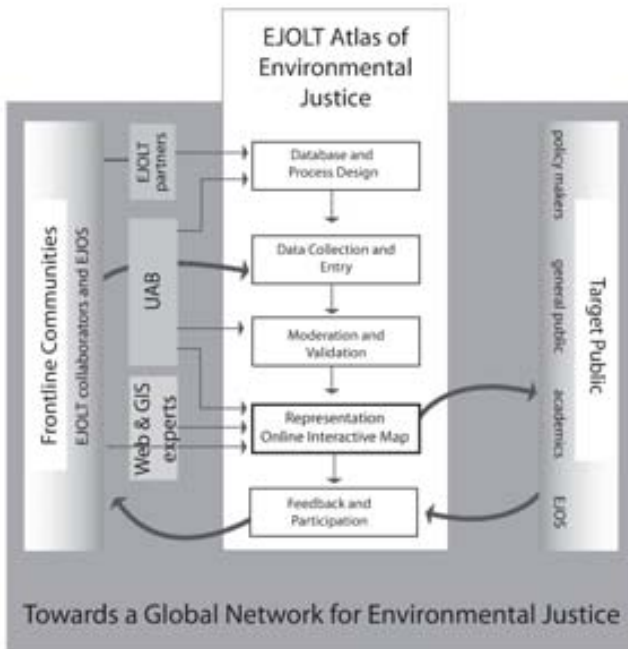 EJOLT Atlas of
Environmental
Justice
Frontline Communities
EJOLT collaborators and EJOS
EJOLT
partners
UAB
Web & GIS
experts
Database and
Process Design
Data Collection and
Entry
Moderation and
Validation
Representation
Online Interactive Map
Feedback and
Participation
policy makers
general public
academics
EJOS
Target Public
Towards a Global Network for Environmental Justice